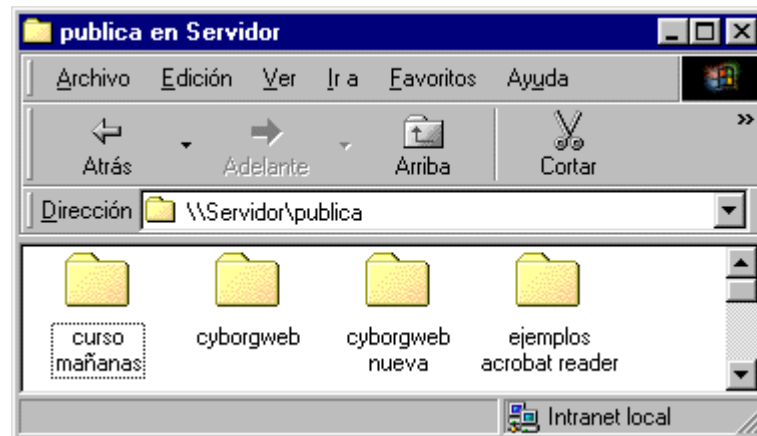 publica en Servidor
Archivo Edición Ver Ir a Favoritos Ayuda
Atrás Adelante Arriba Cortar »
Dirección \\Servidor\publica
curso mañanas
cyborgweb
cyborgweb nueva
ejemplos acrobat reader
Intranet local